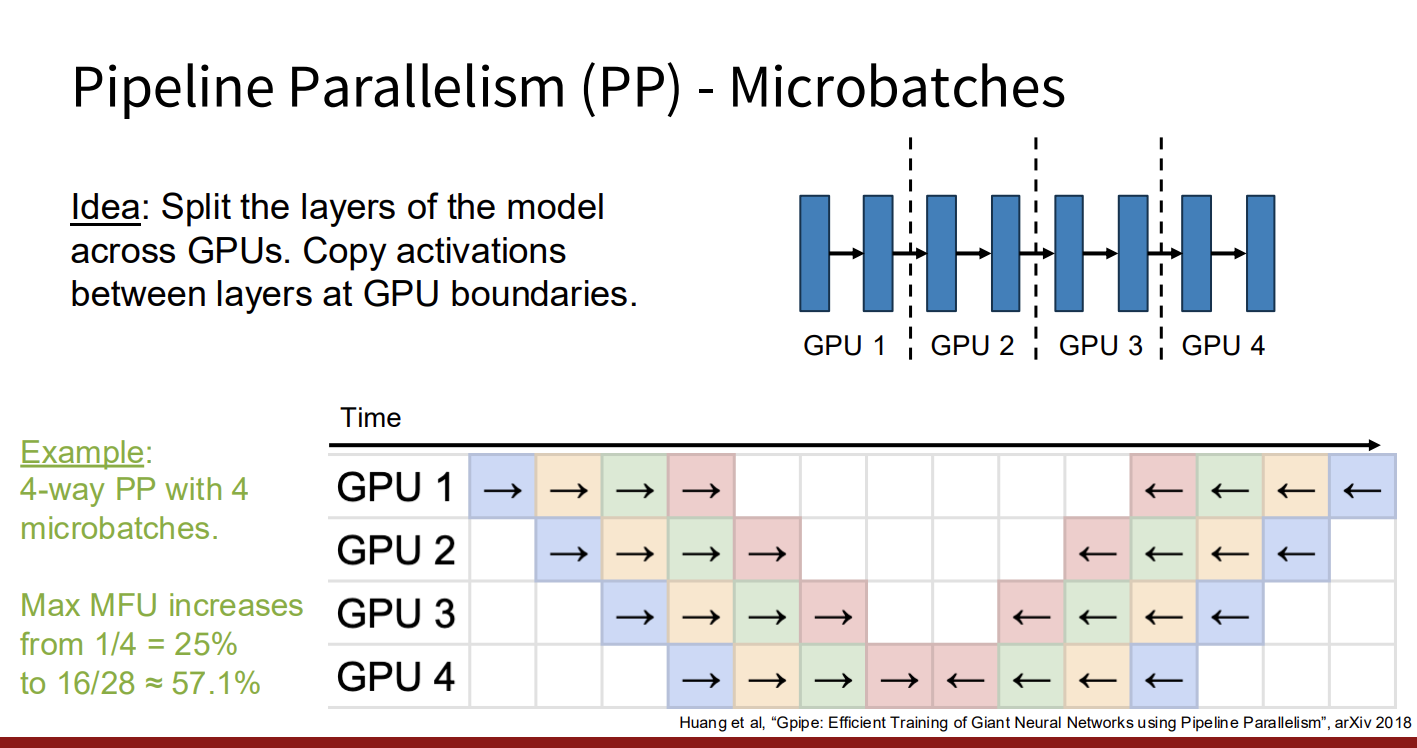 Pipeline Parallelism (PP) - Microbatches
Idea: Split the layers of the model
across GPUs. Copy activations
between layers at GPU boundaries.
GPU 1
GPU 2
GPU 3
GPU 4
Example:
4-way PP with 4
microbatches.
Max MFU increases
from 1/4 = 25%
to 16/28 ≈ 57.1%
Time
GPU 1 → → → → ← ← ← ←
GPU 2 → → → → ← ← ← ←
GPU 3 → → → → ← ← ← ←
GPU 4 → → → → ← ← ← ←
Huang et al, “Gpipe: Efficient Training of Giant Neural Networks using Pipeline Parallelism”, arXiv 2018